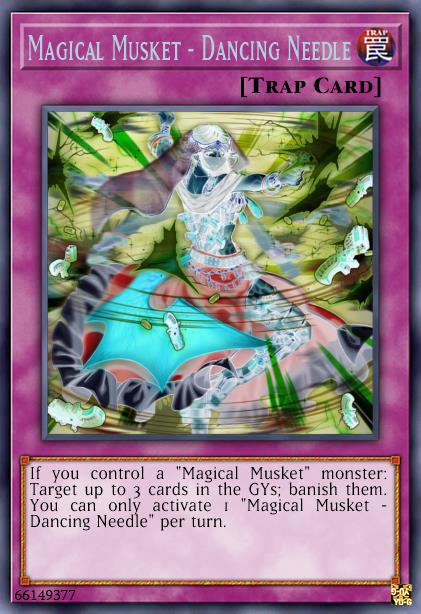 Magical Musket - Dancing Needle
TRAP
罠
[Trap Card]
If you control a "Magical Musket" monster:
Target up to 3 cards in the GYs; banish them.
You can only activate 1 "Magical Musket -
Dancing Needle" per turn.
66149377